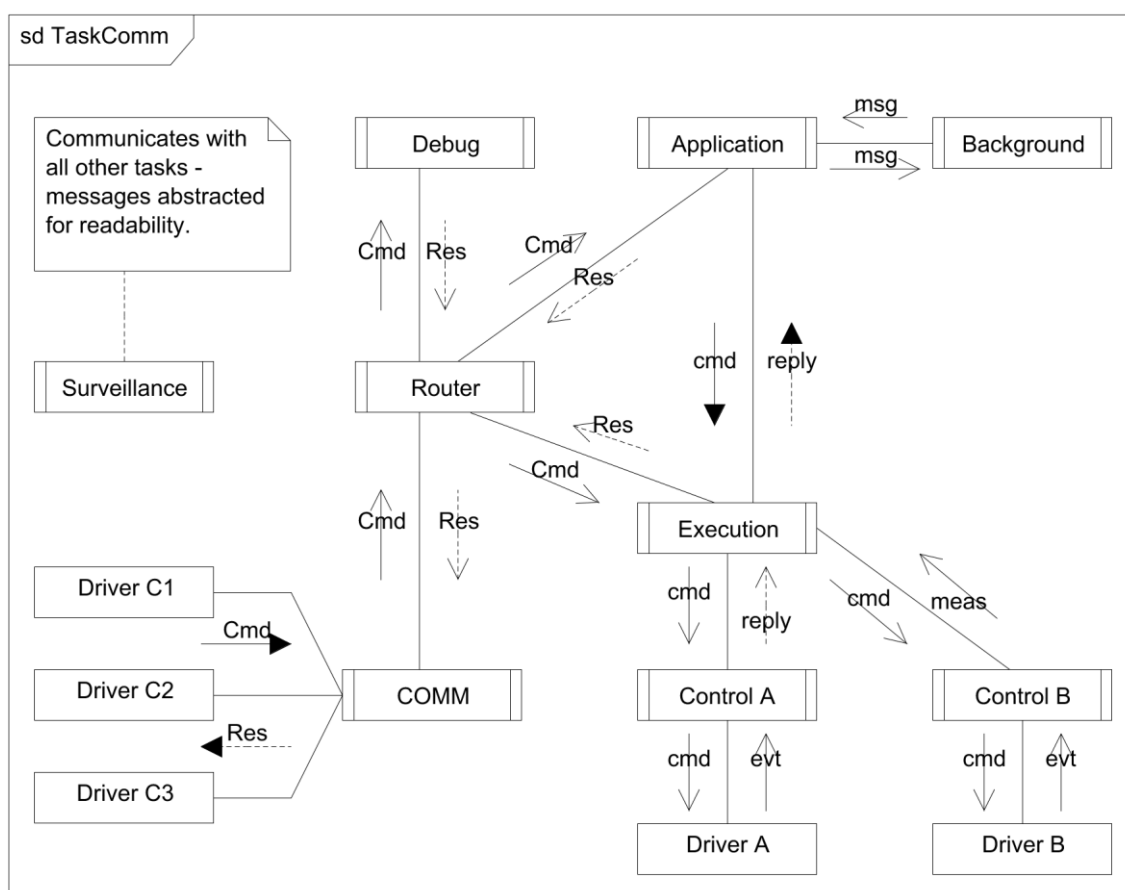 sd TaskComm
Communicates with
all other tasks -
messages abstracted
for readability.
Debug
Application
msg
msg
Background
Cmd
Res
Cmd
Res
Surveillance
Router
cmd
reply
Res
Cmd
Cmd
Res
Execution
Driver C1
Cmd
Driver C2
Res
Driver C3
COMM
cmd
reply
cmd
meas
Control A
Control B
cmd
evt
cmd
evt
Driver A
Driver B